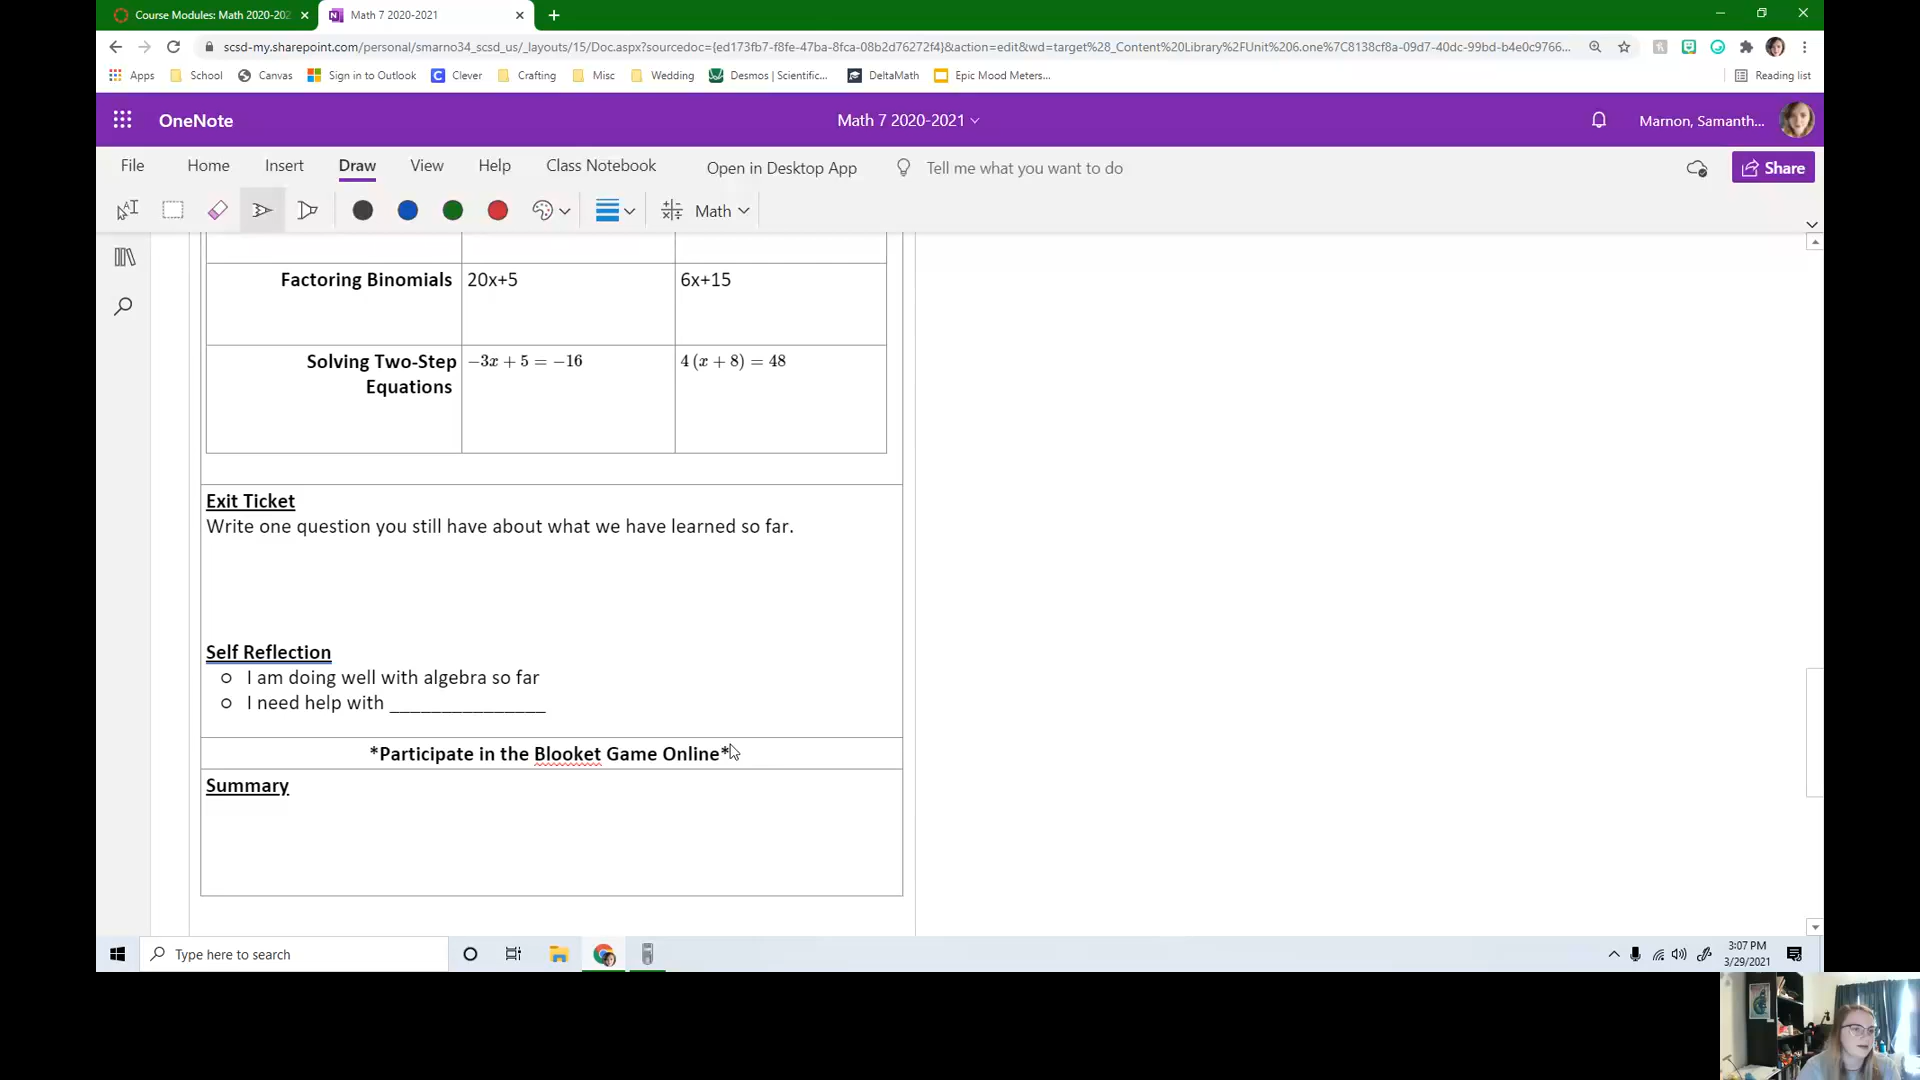 Course Modules: Math 2020-202
Math 7 2020-2021
scsd-my.sharepoint.com/personal/smarno34_scsd_us/_layouts/15/Doc.aspx?sourcedoc={ed173fb7-f8fe-47ba-8fca-08b2d76272f4}&action=edit&wd=target%28_Content%20Library%2FUnit%206.one%7C8138cf8a-09d7-40dc-99bd-b4e0c9766...
Apps School Canvas Sign in to Outlook Clever Crafting Misc Wedding Desmos | Scientific... DeltaMath Epic Mood Meters... Reading list
OneNote Math 7 2020-2021 Marnon, Samanth...
File Home Insert Draw View Help Class Notebook Open in Desktop App Tell me what you want to do Share
Math
Factoring Binomials 20x+5 6x+15
Solving Two-Step Equations −3x + 5 = −16 4 (x + 8) = 48
Exit Ticket
Write one question you still have about what we have learned so far.
Self Reflection
I am doing well with algebra so far
I need help with _______________
*Participate in the Blooket Game Online*
Summary
Type here to search
3:07 PM
3/29/2021